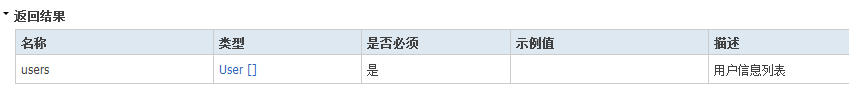 返回结果
名称 类型 是否必须 示例值 描述
users User [] 是 用户信息列表